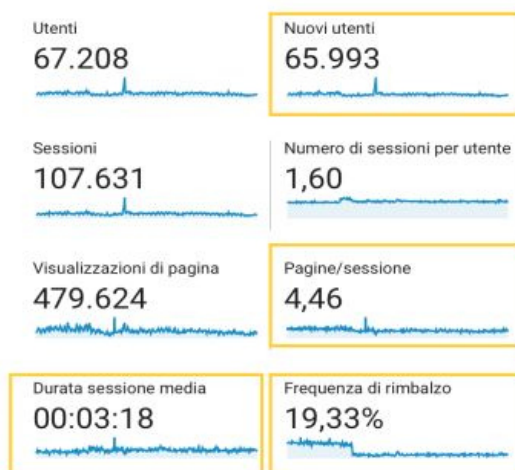 Utenti
67.208
Nuovi utenti
65.993
Sessioni
107.631
Numero di sessioni per utente
1,60
Visualizzazioni di pagina
479.624
Pagine/sessione
4,46
Durata sessione media
00:03:18
Frequenza di rimbalzo
19,33%